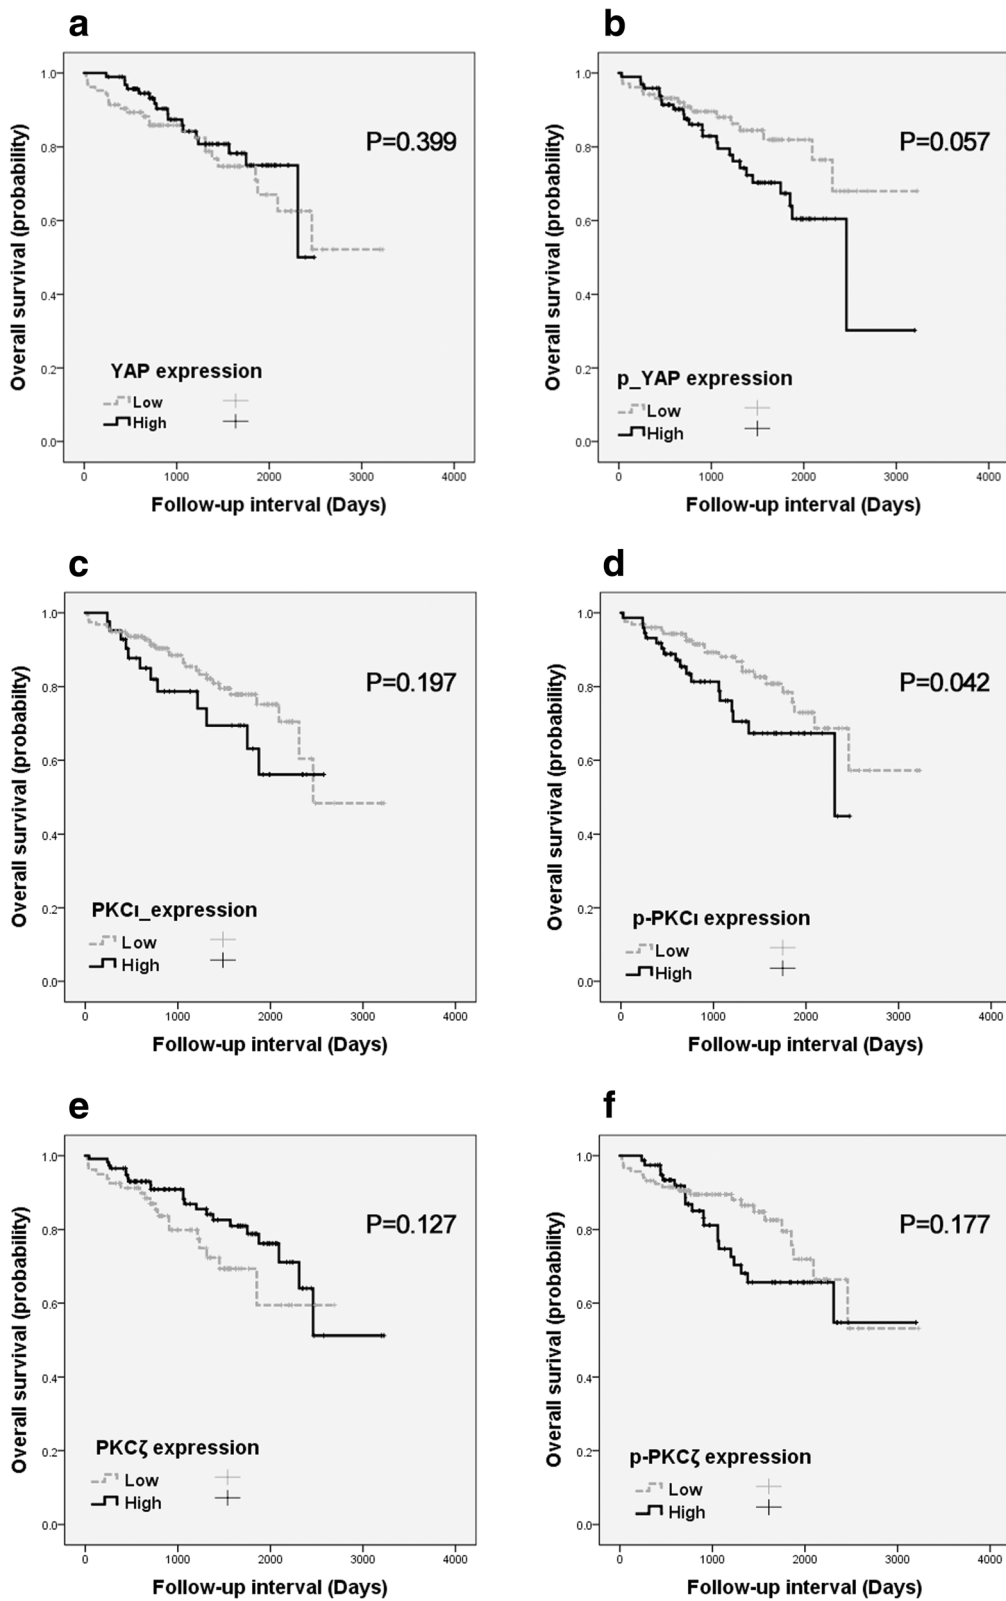 a
Overall survival (probability)
1.0
0.8
0.6
0.4
0.2
0.0
P=0.399
YAP expression
Low
High
0 1000 2000 3000 4000
Follow-up interval (Days)
b
Overall survival (probability)
1.0
0.8
0.6
0.4
0.2
0.0
P=0.057
p_YAP expression
Low
High
0 1000 2000 3000 4000
Follow-up interval (Days)
c
Overall survival (probability)
1.0
0.8
0.6
0.4
0.2
0.0
P=0.197
PKCι_expression
Low
High
0 1000 2000 3000 4000
Follow-up interval (Days)
d
Overall survival (probability)
1.0
0.8
0.6
0.4
0.2
0.0
P=0.042
p-PKCι expression
Low
High
0 1000 2000 3000 4000
Follow-up interval (Days)
e
Overall survival (probability)
1.0
0.8
0.6
0.4
0.2
0.0
P=0.127
PKCζ expression
Low
High
0 1000 2000 3000 4000
Follow-up interval (Days)
f
Overall surival (probability)
1.0
0.8
0.6
0.4
0.2
0.0
P=0.177
p-PKCζ expression
Low
High
0 1000 2000 3000 4000
Follow-up interval (Days)